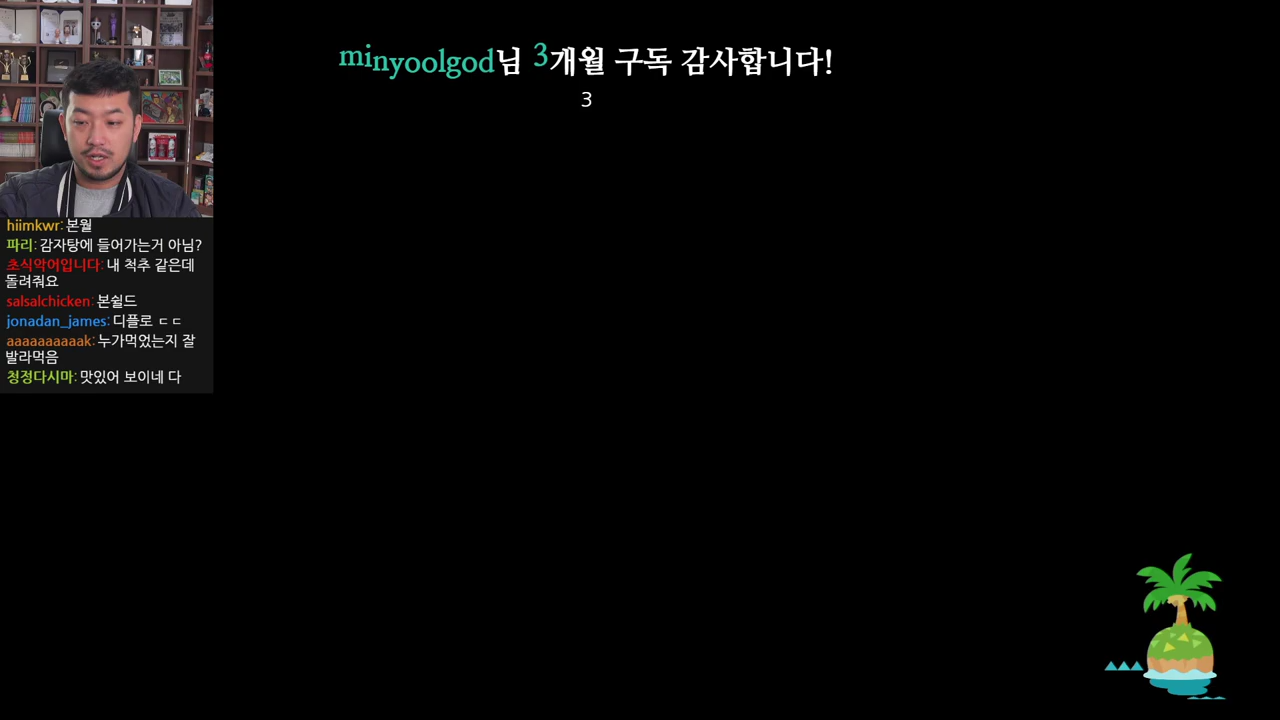 minyoolgod님 3개월 구독 감사합니다!
3
hiimkwr: 본월
파리: 감자탕에 들어가는거 아님?
초식악어입니다: 내 척추 같은데
돌려줘요
salsalchicken: 본쉴드
jonadan_james: 디플로 ㄷㄷ
aaaaaaaaaak: 누가먹었는지 잘
발라먹음
청정다시마: 맛있어 보이네 다